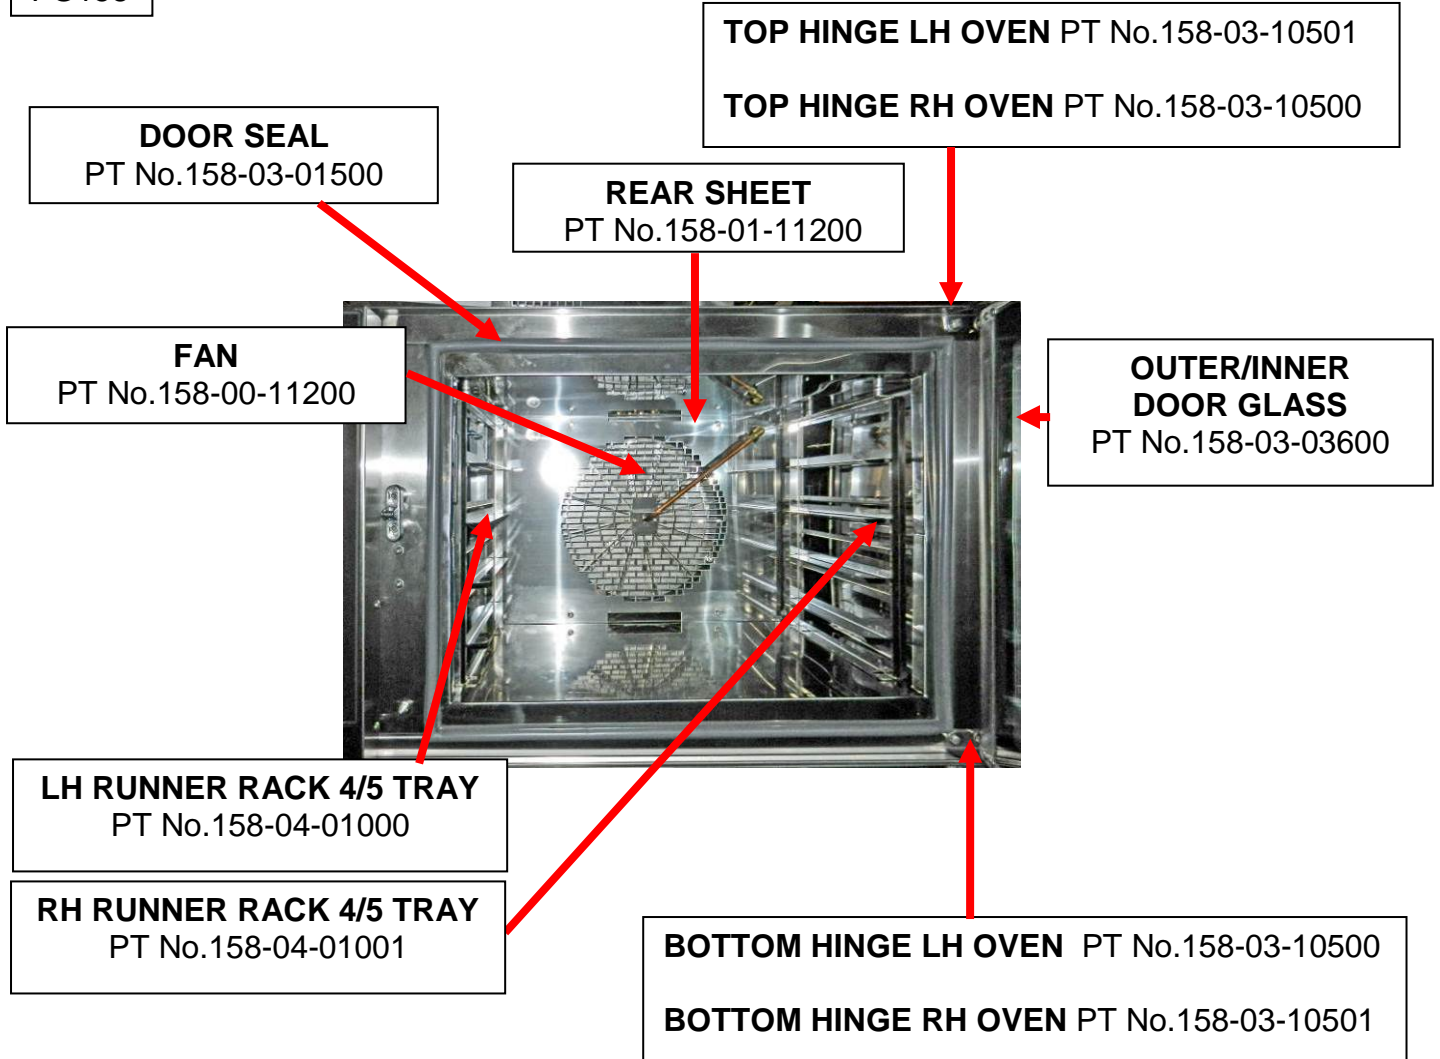 TOP HINGE LH OVEN PT No.158-03-10501
TOP HINGE RH OVEN PT No.158-03-10500
DOOR SEAL
PT No.158-03-01500
REAR SHEET
PT No.158-01-11200
FAN
PT No.158-00-11200
OUTER/INNER
DOOR GLASS
PT No.158-03-03600
LH RUNNER RACK 4/5 TRAY
PT No.158-04-01000
RH RUNNER RACK 4/5 TRAY
PT No.158-04-01001
BOTTOM HINGE LH OVEN PT No.158-03-10500
BOTTOM HINGE RH OVEN PT No.158-03-10501